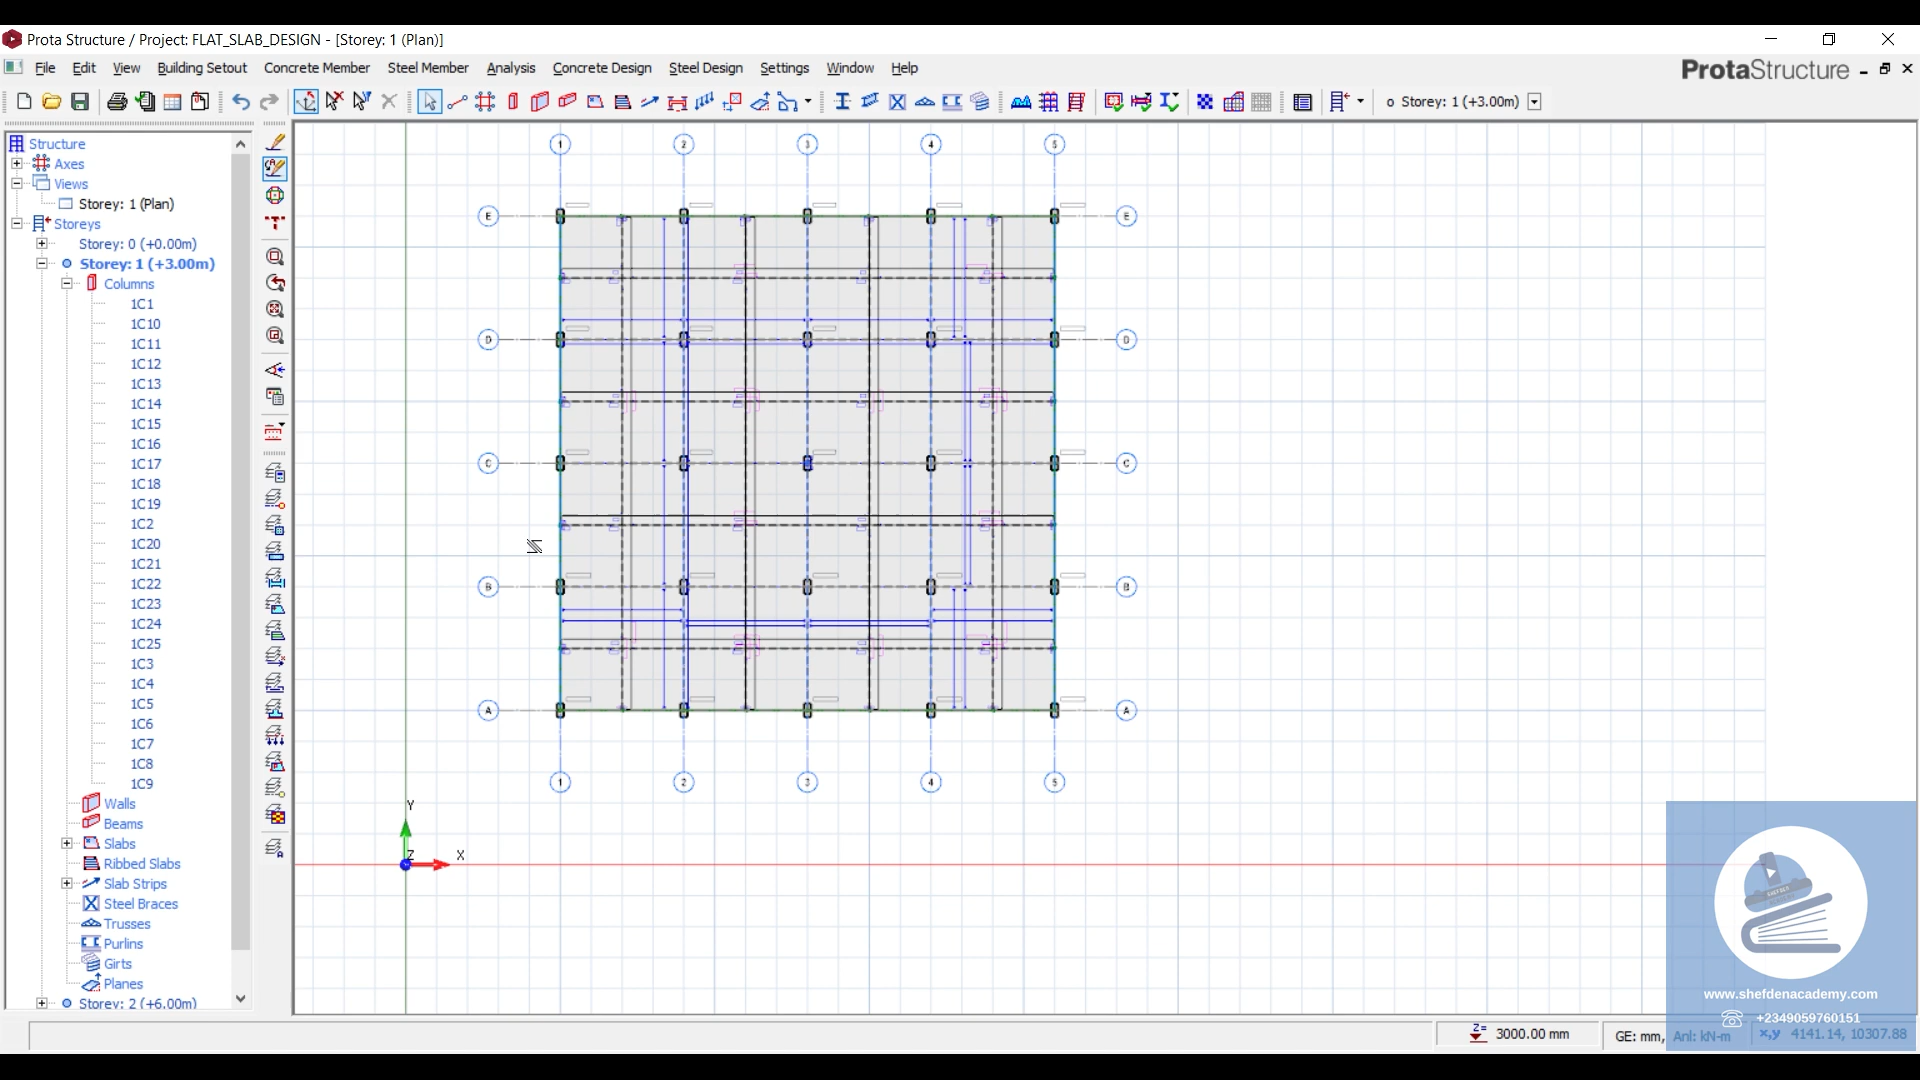 Prota Structure / Project: FLAT_SLAB_DESIGN - [Storey: 1 (Plan)]
File Edit View Building Setout Concrete Member Steel Member Analysis Concrete Design Steel Design Settings Window Help
ProtaStructure
Storey: 1 (+3.00m)
Structure
Axes
Views
Storey: 1 (Plan)
Storeys
Storey: 0 (+0.00m)
Storey: 1 (+3.00m)
Columns
1C1
1C10
1C11
1C12
1C13
1C14
1C15
1C16
1C17
1C18
1C19
1C2
1C20
1C21
1C22
1C23
1C24
1C25
1C3
1C4
1C5
1C6
1C7
1C8
1C9
Walls
Beams
Slabs
Ribbed Slabs
Slab Strips
Steel Braces
Trusses
Purlins
Girts
Planes
Storey: 2 (+6.00m)
1 2 3 4 5
E E
D D
C C
B B
A A
1 2 3 4 5
Y
Z X
www.shefdenacademy.com
+2349059760151
Z= 3000.00 mm
GE: mm, Anl: kN-m
x,y 4141.14, 10307.88